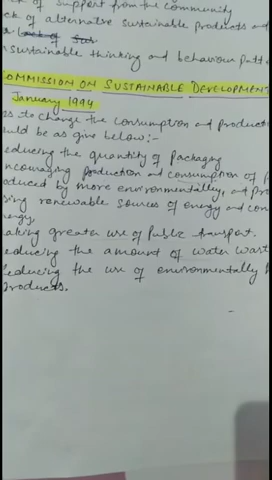 of support from the community
ck of alternative sustainable products and
sustainable thinking and behaviour patt
COMMISSION ON SUSTAINABLE DEVELOPMENT
January 1994
to change the consumption and product
uld be as give below:-
educing the quantity of packaging
ncouraging production and consumption of
oduced by more environmentally, and pr
sing renewable sources of energy and con
ergy.
aking greater use of Public transport.
educing the amount of water wast
educing the use of environmentally
products.